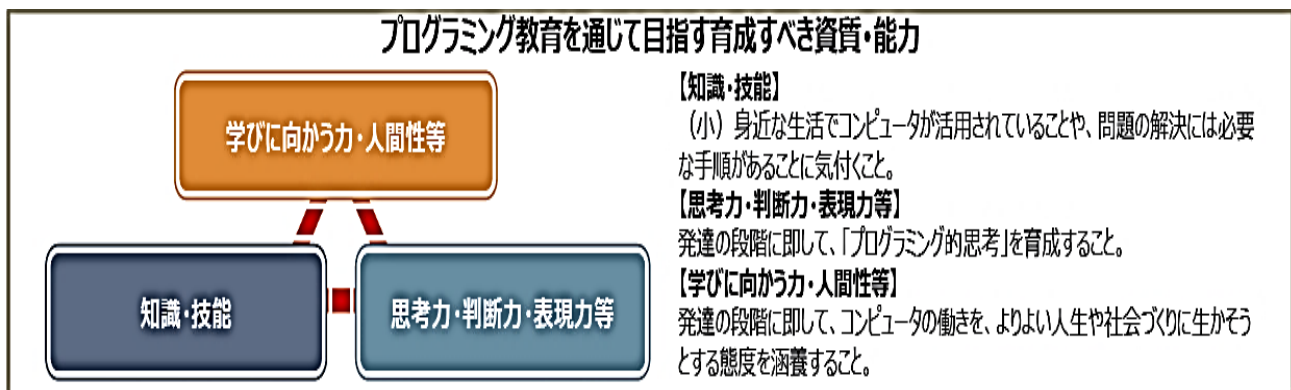 プログラミング教育を通じて目指す育成すべき資質・能力
学びに向かう力・人間性等
知識・技能
思考力・判断力・表現力等
【知識・技能】
（小）身近な生活でコンピュータが活用されていることや、問題の解決には必要
な手順があることに気付くこと。
【思考力・判断力・表現力等】
発達の段階に即して、「プログラミング的思考」を育成すること。
【学びに向かう力・人間性等】
発達の段階に即して、コンピュータの働きを、よりよい人生や社会づくりに生かそう
とする態度を涵養すること。